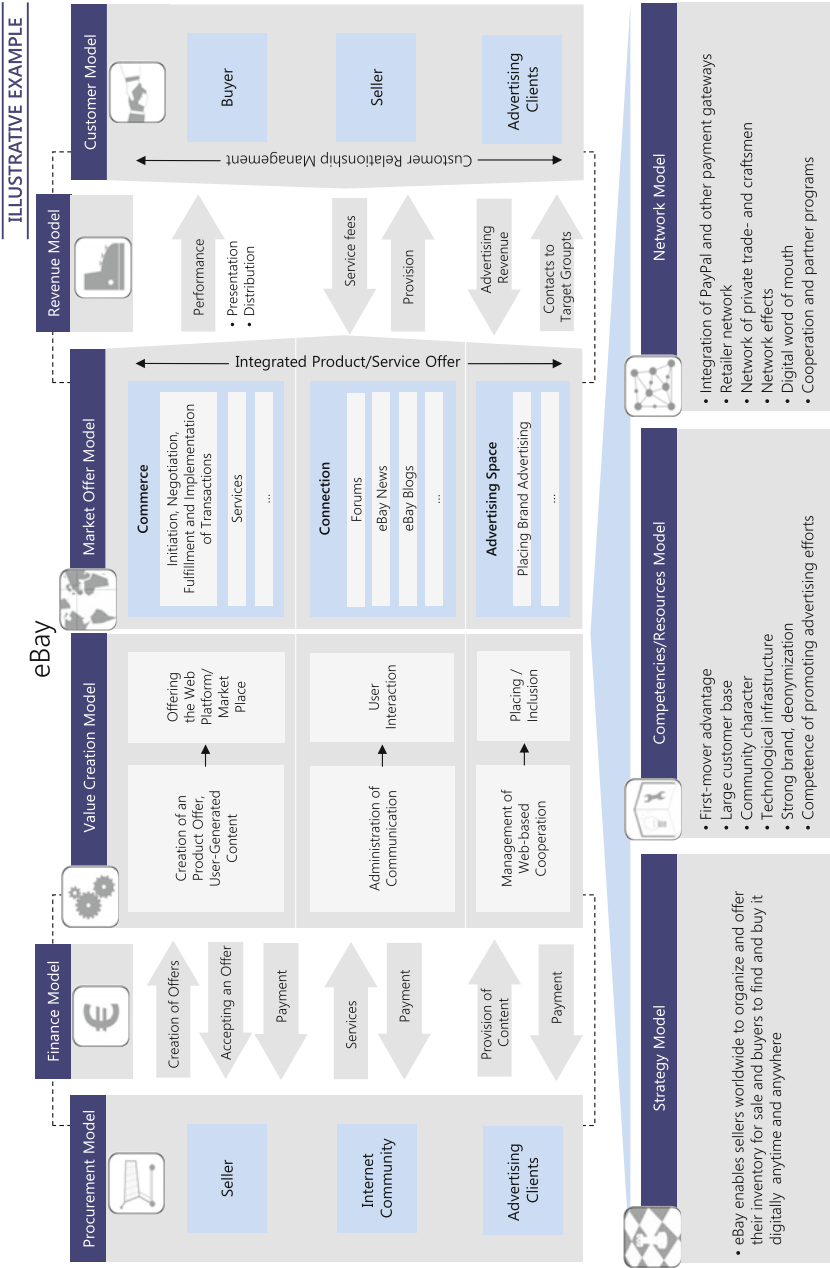 eBay
ILLUSTRATIVE EXAMPLE
Procurement Model
Seller
Internet
Community
Advertising
Clients
Finance Model
€
Creation of Offers
Accepting an Offer
Payment
Services
Payment
Provision of
Content
Payment
Value Creation Model
Creation of an
Product Offer,
User-Generated
Content
Offering
the Web
Platform/
Market
Place
Administration of
Communication
User
Interaction
Management of
Web-based
Cooperation
Placing /
Inclusion
Market Offer Model
Commerce
Initiation, Negotiation,
Fulfillment and Implementation
of Transactions
Services
...
Connection
Forums
eBay News
eBay Blogs
...
Advertising Space
Placing Brand Advertising
...
Integrated Product/Service Offer
Revenue Model
Performance
• Presentation
• Distribution
Service fees
Provision
Advertising
Revenue
Contacts to
Target Groupts
Customer Model
Customer Relationship Management
Buyer
Seller
Advertising
Clients
Strategy Model
• eBay enables sellers worldwide to organize and offer
their inventory for sale and buyers to find and buy it
digitally anytime and anywhere
Competencies/Resources Model
• First-mover advantage
• Large customer base
• Community character
• Technological infrastructure
• Strong brand, deonymization
• Competence of promoting advertising efforts
Network Model
• Integration of PayPal and other payment gateways
• Retailer network
• Network of private trade- and craftsmen
• Network effects
• Digital word of mouth
• Cooperation and partner programs